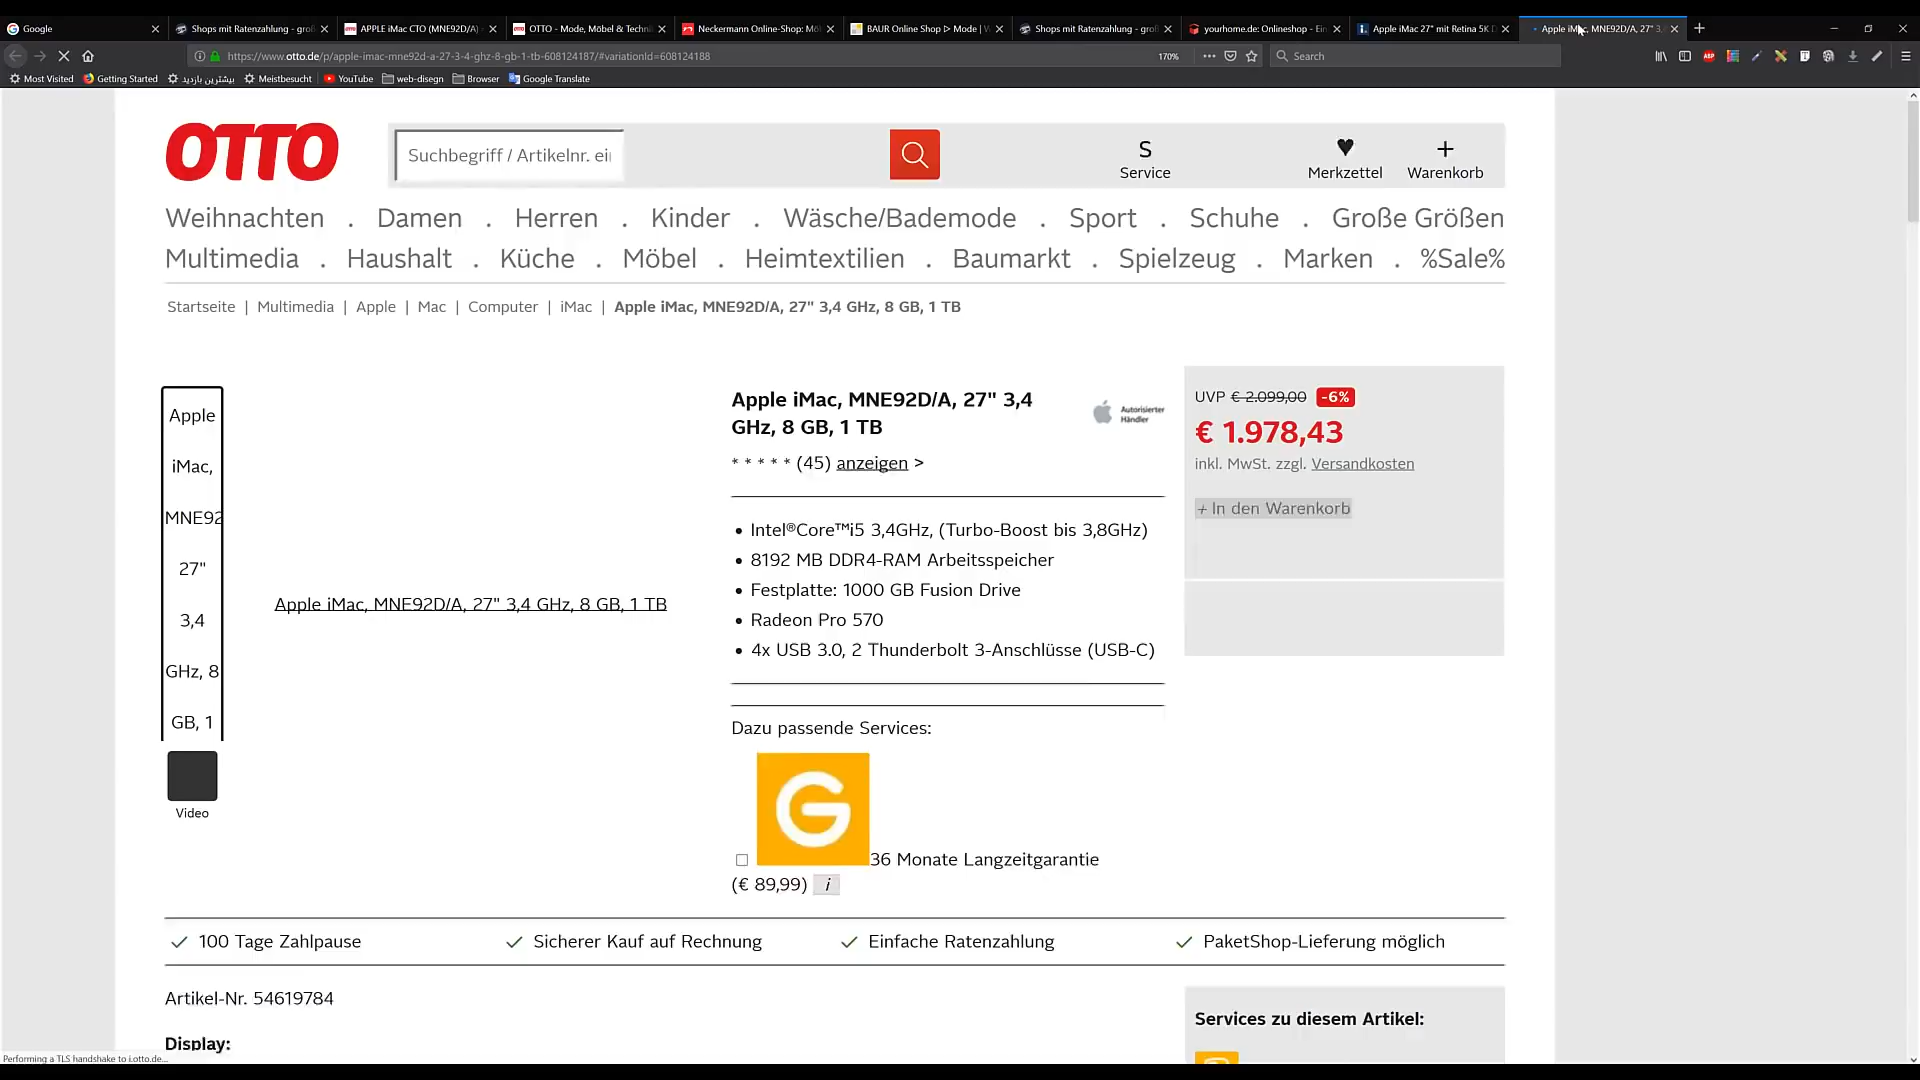 Google
Shops mit Ratenzahlung - groß
APPLE iMac CTO (MNE92D/A)
OTTO - Mode, Möbel & Techni
Neckermann Online-Shop: Mö
BAUR Online Shop ▷ Mode | W
Shops mit Ratenzahlung - groß
yourhome.de: Onlineshop - Ein
Apple iMac 27" mit Retina 5K D
https://www.otto.de/p/apple-imac-mne92d-a-27-3-4-ghz-8-gb-1-tb-608124187/#variationId=608124188
170%
Search
Most Visited
Getting Started
بیشترین بازدید
Meistbesucht
YouTube
web-disegn
Browser
Google Translate
OTTO
Suchbegriff / Artikelnr. ei
S
Service
Merkzettel
Warenkorb
Weihnachten . Damen . Herren . Kinder . Wäsche/Bademode . Sport . Schuhe . Große Größen
Multimedia . Haushalt . Küche . Möbel . Heimtextilien . Baumarkt . Spielzeug . Marken . %Sale%
Startseite | Multimedia | Apple | Mac | Computer | iMac | Apple iMac, MNE92D/A, 27" 3,4 GHz, 8 GB, 1 TB
Apple
iMac,
MNE92
27"
3,4
GHz, 8
GB, 1
Video
Apple iMac, MNE92D/A, 27" 3,4 GHz, 8 GB, 1 TB
Apple iMac, MNE92D/A, 27" 3,4
GHz, 8 GB, 1 TB
Autorisierter
Händler
* * * * * (45) anzeigen >
• Intel®Core™i5 3,4GHz, (Turbo-Boost bis 3,8GHz)
• 8192 MB DDR4-RAM Arbeitsspeicher
• Festplatte: 1000 GB Fusion Drive
• Radeon Pro 570
• 4x USB 3.0, 2 Thunderbolt 3-Anschlüsse (USB-C)
Dazu passende Services:
G
36 Monate Langzeitgarantie
(€ 89,99) i
UVP € 2.099,00 -6%
€ 1.978,43
inkl. MwSt. zzgl. Versandkosten
+ In den Warenkorb
100 Tage Zahlpause
Sicherer Kauf auf Rechnung
Einfache Ratenzahlung
PaketShop-Lieferung möglich
Artikel-Nr. 54619784
Display:
Services zu diesem Artikel:
Performing a TLS handshake to i.otto.de...